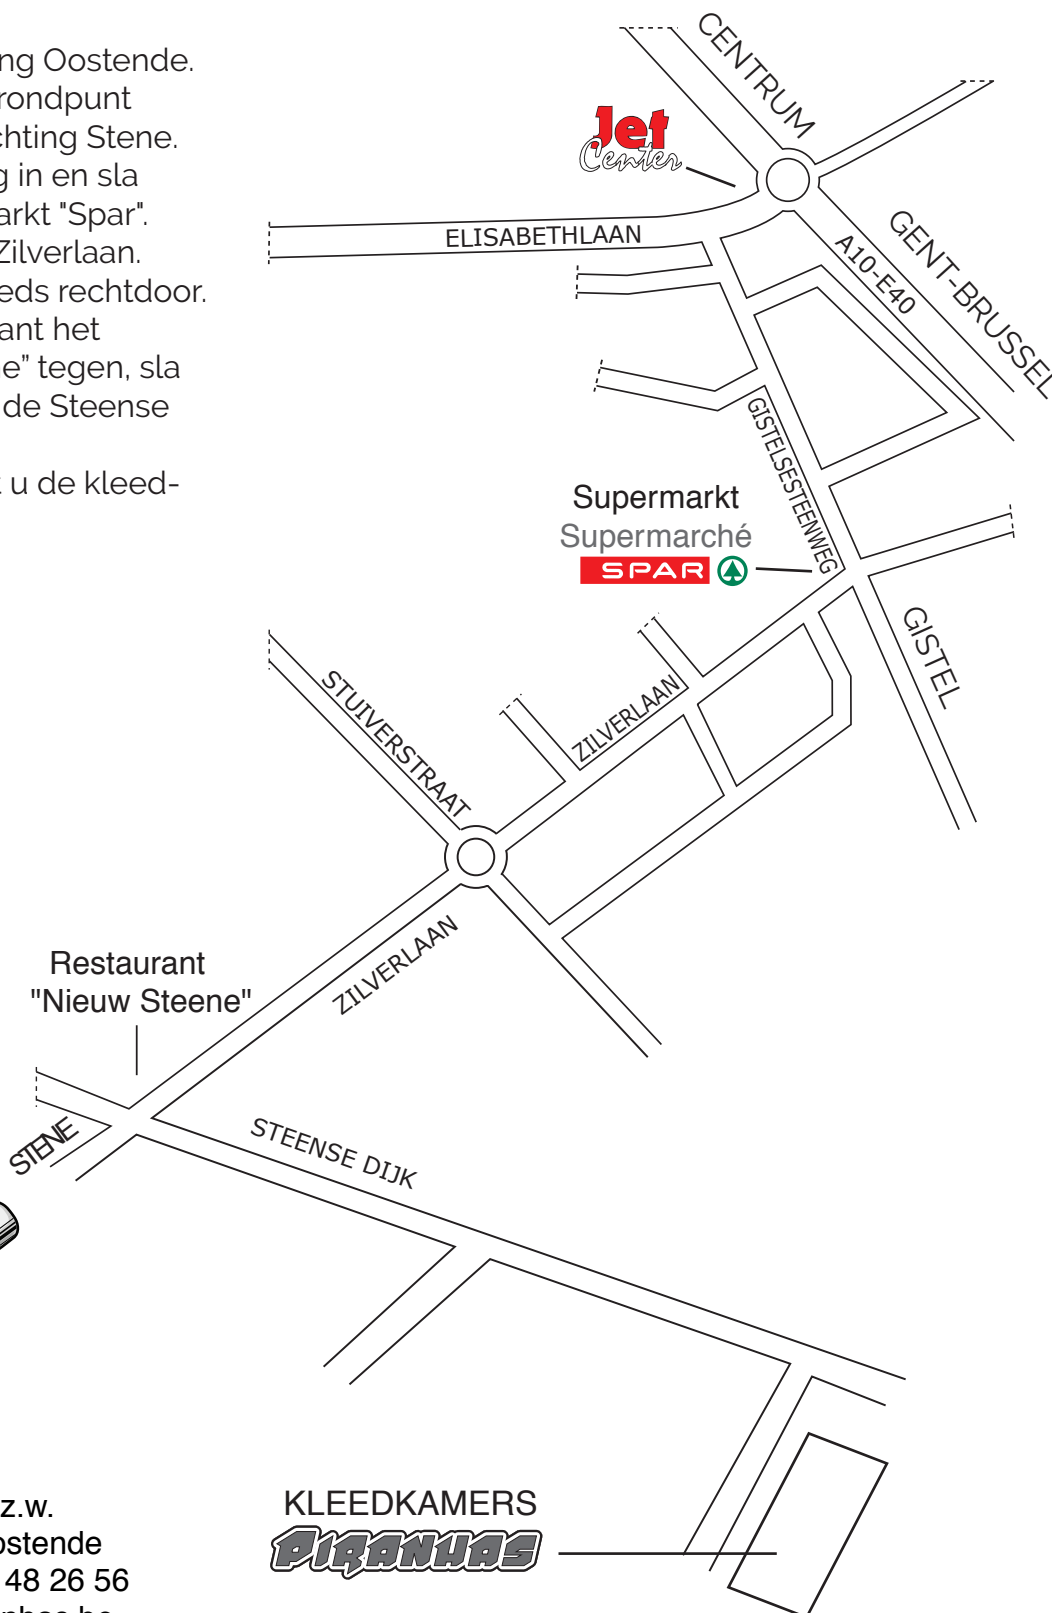 ng Oostende.
rondpunt
chting Stene.
g in en sla
arkt "Spar".
Zilverlaan.
eds rechtdoor.
ant het
e” tegen, sla
de Steense
t u de kleed-
CENTRUM
Jet
Center
ELISABETHLAAN
A10-E40
GENT-BRUSSEL
GISTELSESTEENWEG
Supermarkt
Supermarché
SPAR
GISTEL
STUIVERSTRAAT
ZILVERLAAN
ZILVERLAAN
Restaurant
"Nieuw Steene"
STENE
STEENSE DIJK
KLEEDKAMERS
PIRANHAS
z.w.
ostende
48 26 56